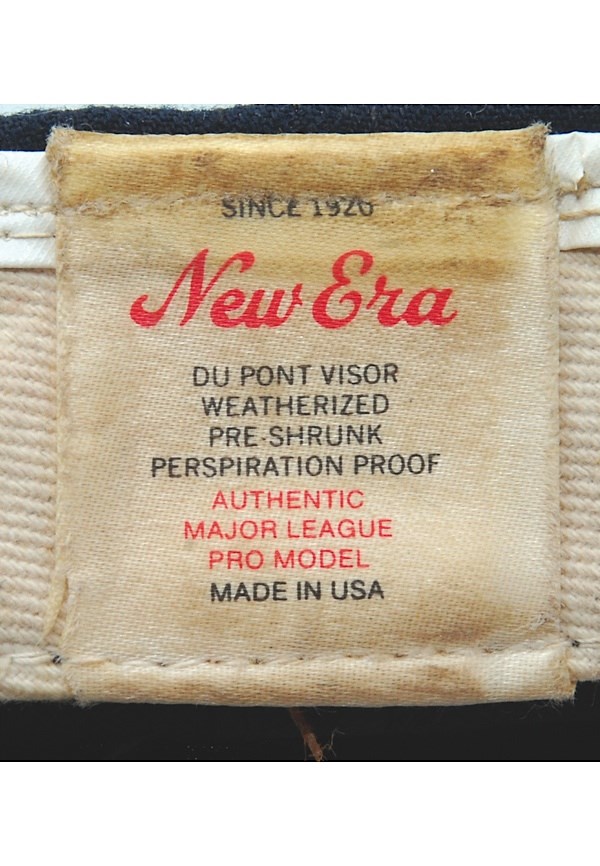 SINCE 1920
New Era
DU PONT VISOR
WEATHERIZED
PRE-SHRUNK
PERSPIRATION PROOF
AUTHENTIC
MAJOR LEAGUE
PRO MODEL
MADE IN USA